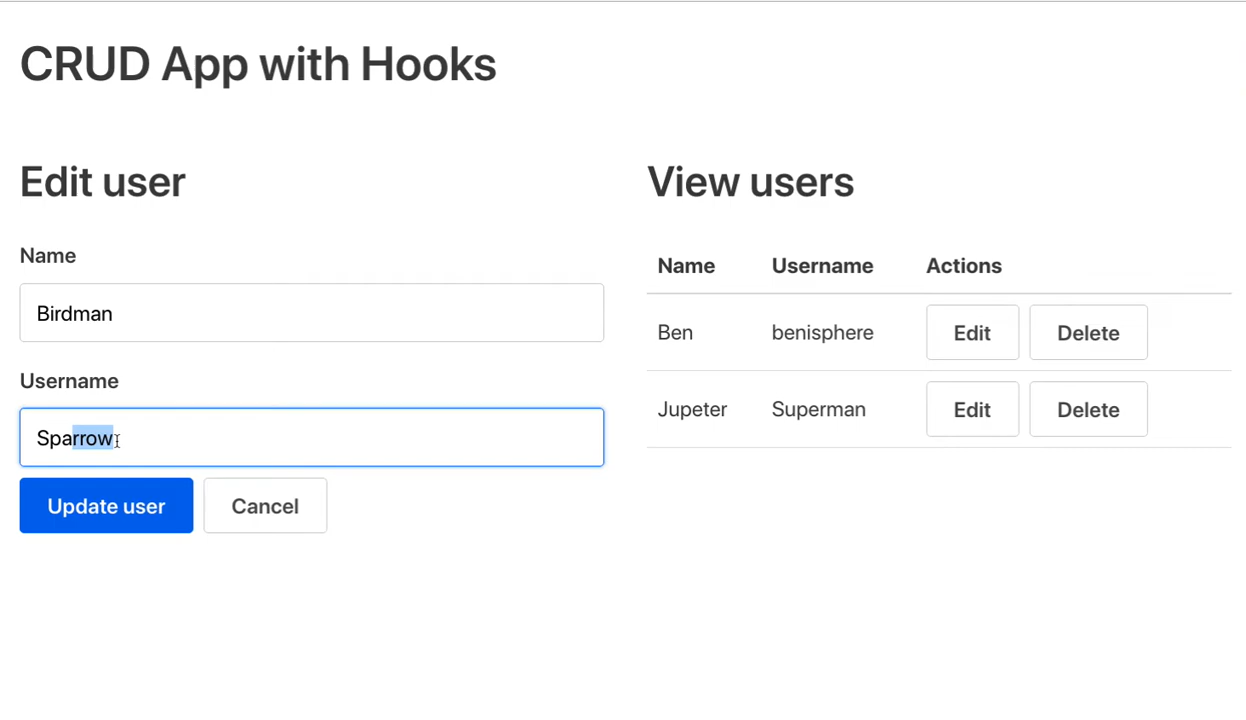 CRUD App with Hooks
Edit user
Name
Birdman
Username
Sparrow
Update user Cancel
View users
Name Username Actions
Ben benisphere Edit Delete
Jupeter Superman Edit Delete